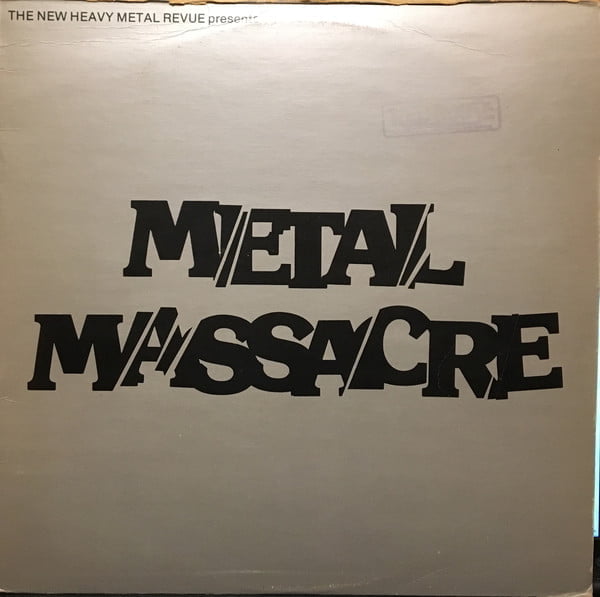 THE NEW HEAVY METAL REVUE presents
METAL
MASSACRE